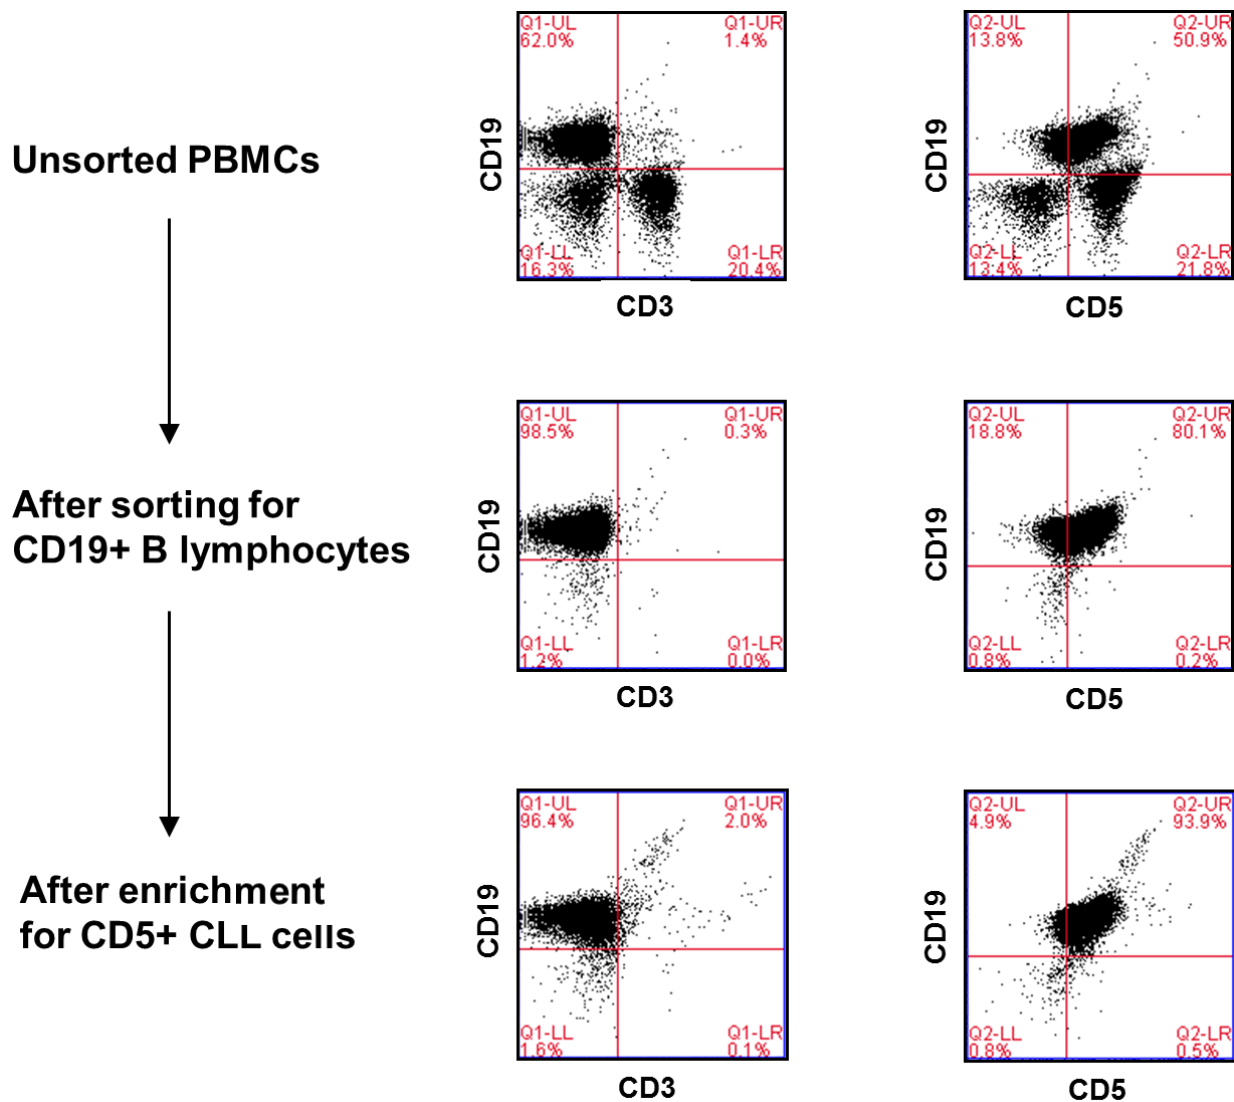 Q1-UL
62.0%
Q1-UR
1.4%
Q2-UL
13.8%
Q2-UR
50.9%
Unsorted PBMCs
CD19
CD19
Q1-LL
16.3%
Q1-LR
20.4%
Q2-LL
13.4%
Q2-LR
21.8%
CD3
CD5
Q1-UL
98.5%
Q1-UR
0.3%
Q2-UL
18.8%
Q2-UR
80.1%
After sorting for
CD19+ B lymphocytes
CD19
CD19
Q1-LL
1.2%
Q1-LR
0.0%
Q2-LL
0.8%
Q2-LR
0.2%
CD3
CD5
Q1-UL
96.4%
Q1-UR
2.0%
Q2-UL
4.9%
Q2-UR
93.9%
After enrichment
for CD5+ CLL cells
CD19
CD19
Q1-LL
1.6%
Q1-LR
0.1%
Q2-LL
0.8%
Q2-LR
0.5%
CD3
CD5